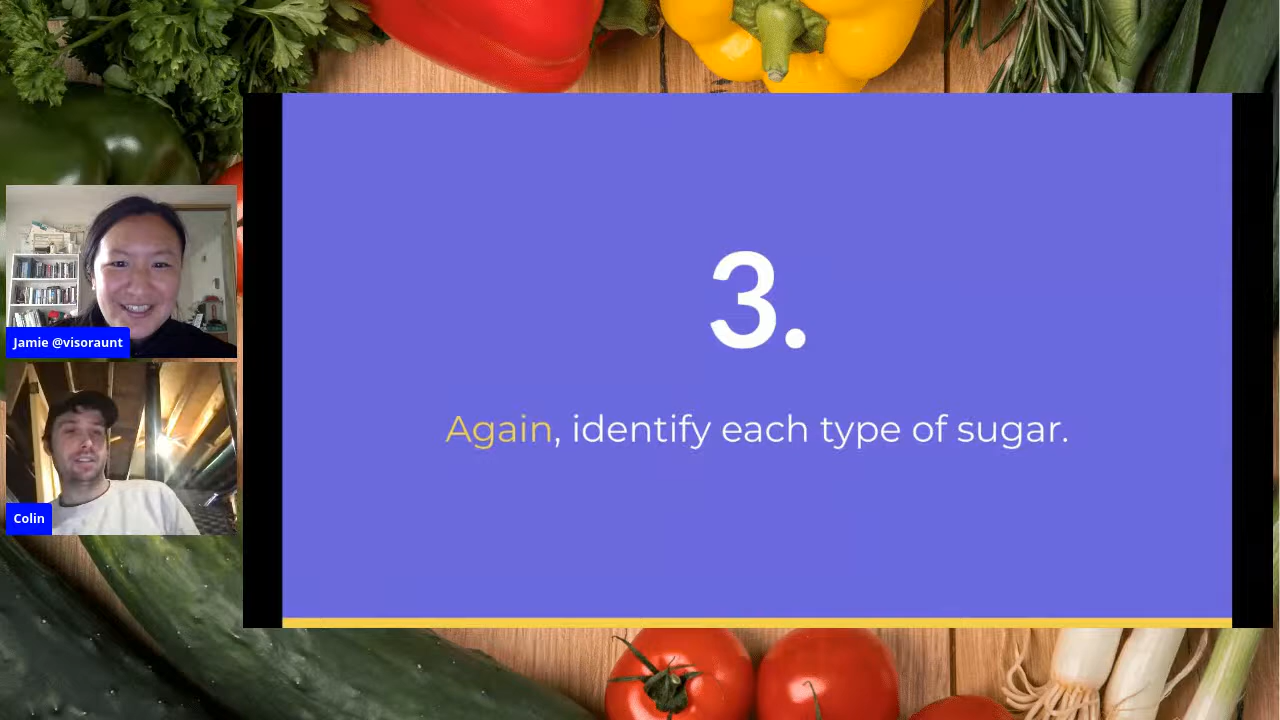 3.
Again, identify each type of sugar.
Jamie @visoraunt
Colin